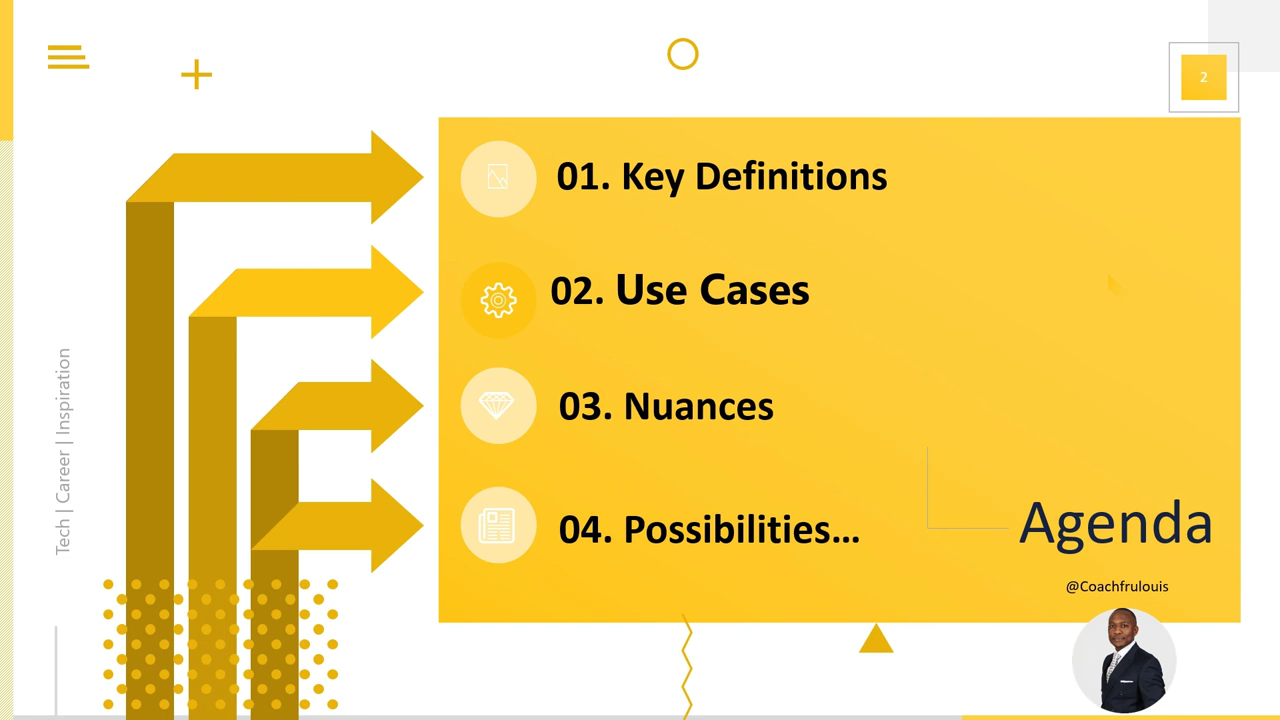 2
01. Key Definitions
02. Use Cases
03. Nuances
04. Possibilities...
Agenda
@Coachfrulouis
Tech | Career | Inspiration